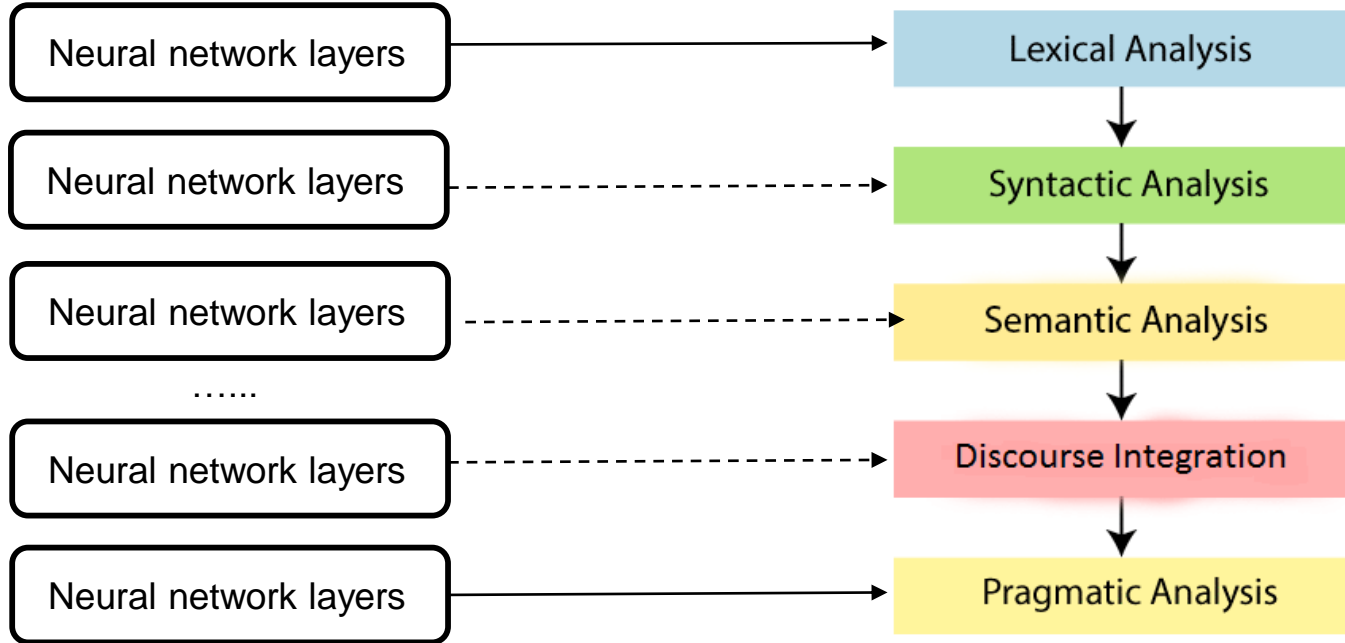 Neural network layers
Lexical Analysis
Neural network layers
Syntactic Analysis
Neural network layers
Semantic Analysis
…...
Neural network layers
Discourse Integration
Neural network layers
Pragmatic Analysis